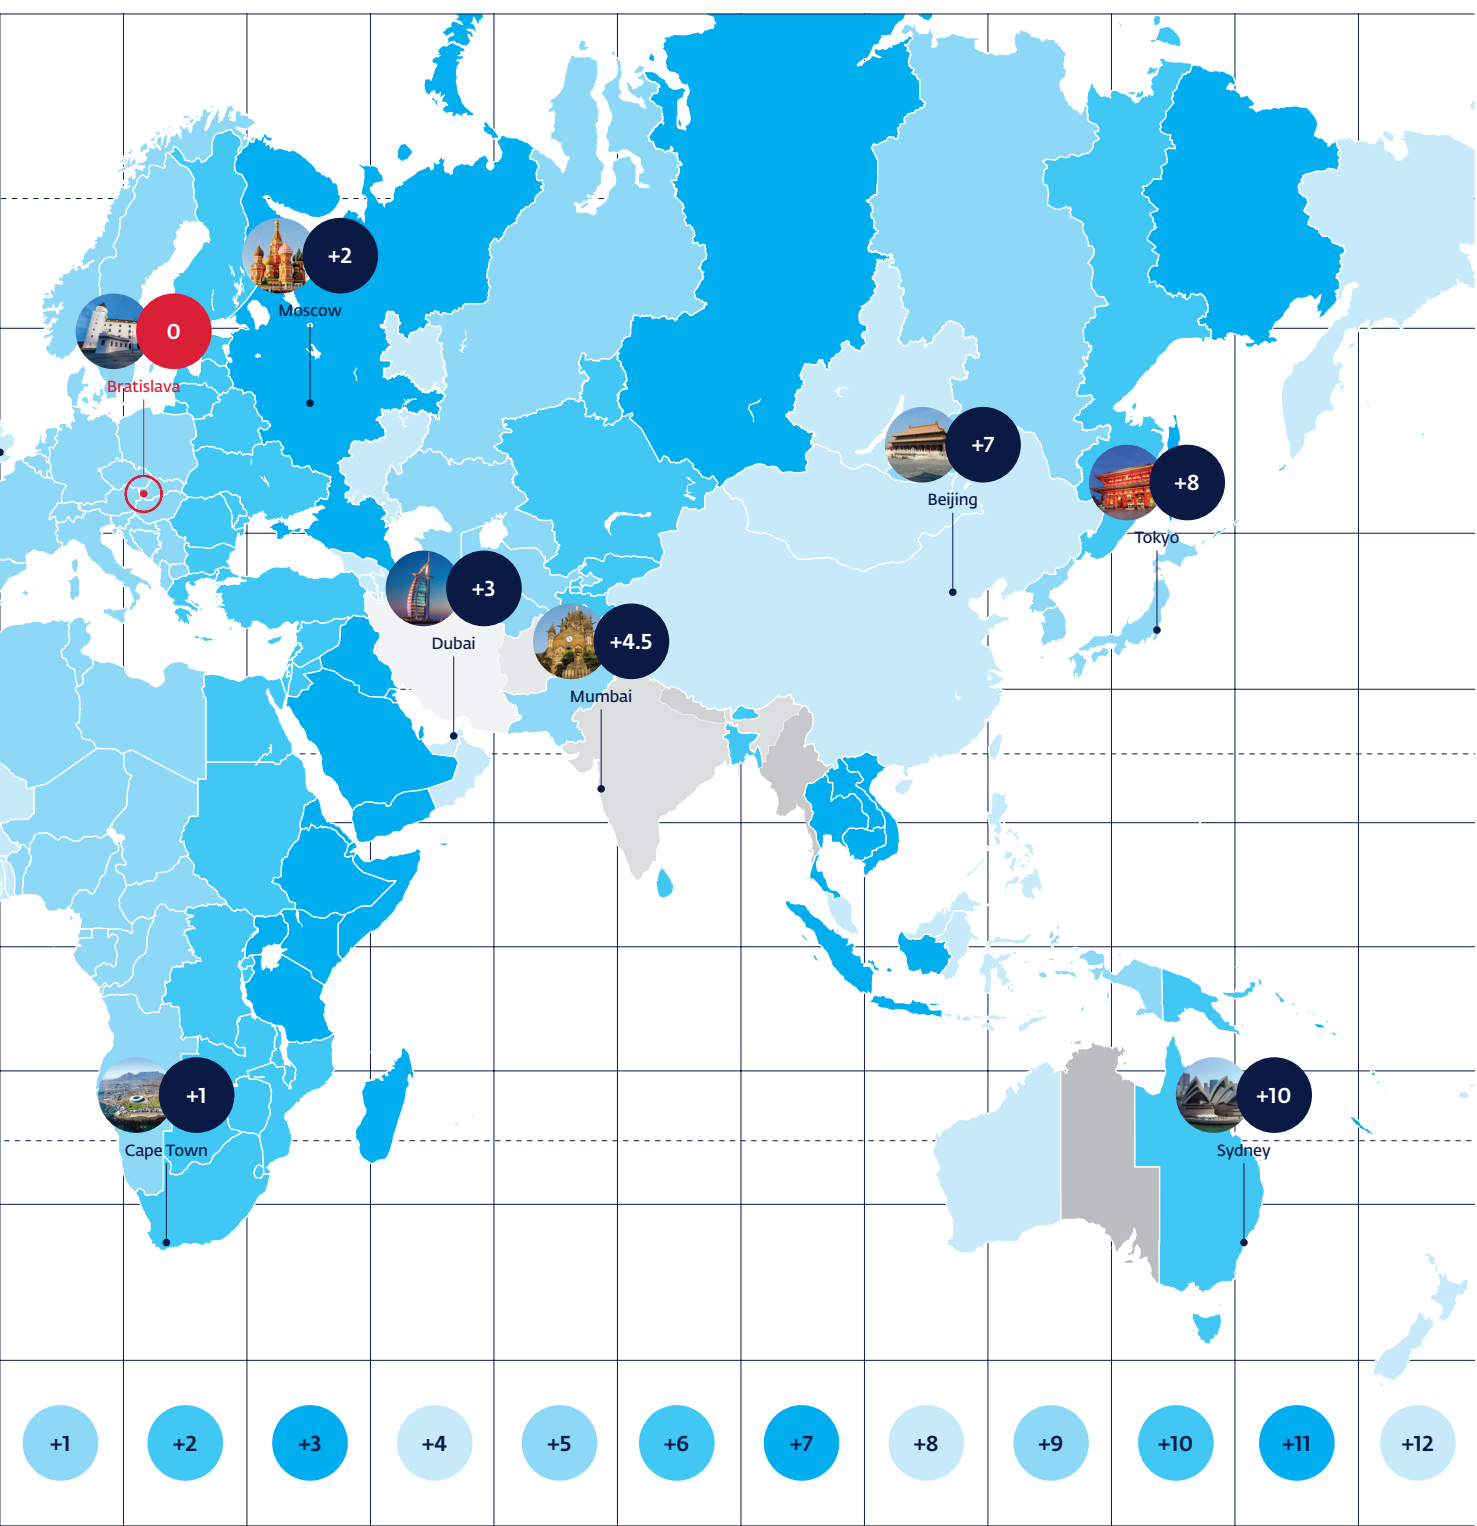 +2
Moscow
0
Bratislava
+7
Beijing
+8
Tokyo
+3
Dubai
+4.5
Mumbai
+1
Cape Town
+10
Sydney
+1
+2
+3
+4
+5
+6
+7
+8
+9
+10
+11
+12